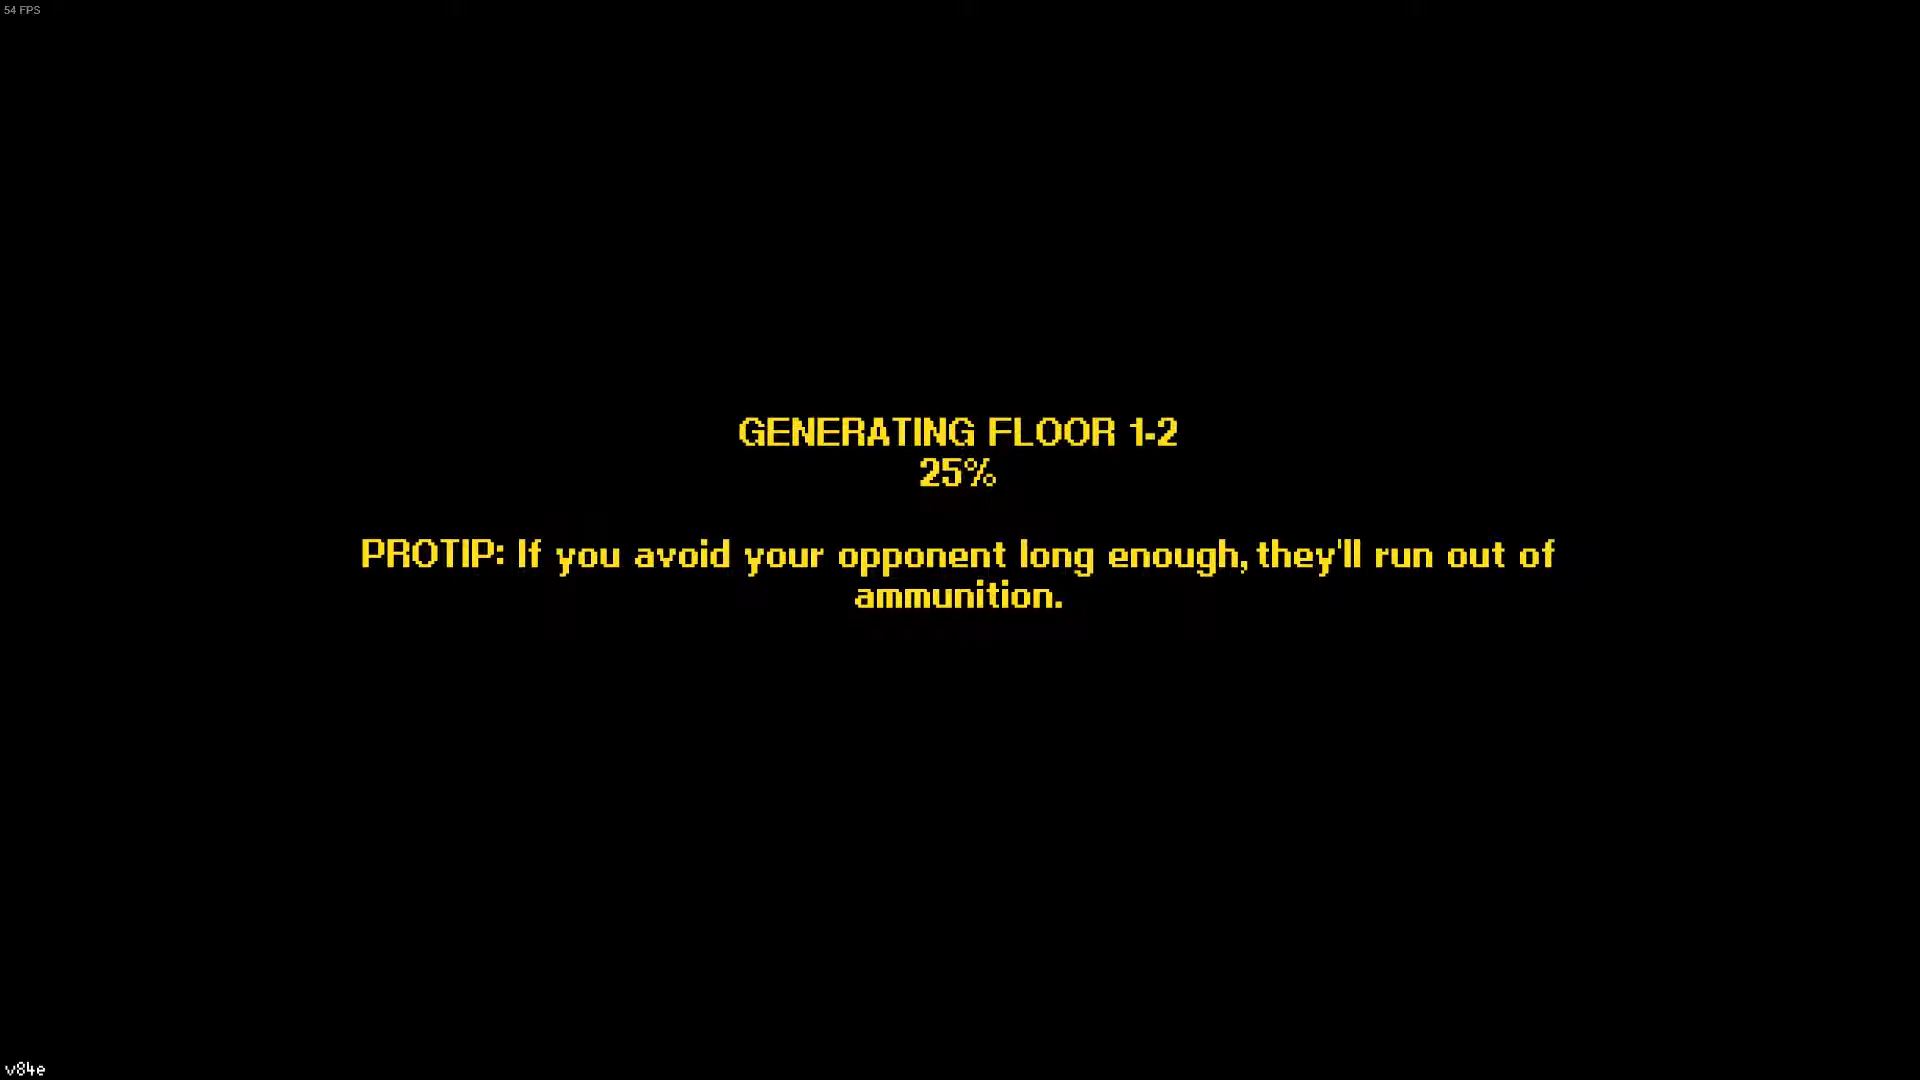 54 FPS
GENERATING FLOOR 1-2
25%
PROTIP: If you avoid your opponent long enough, they'll run out of
ammunition.
v84e